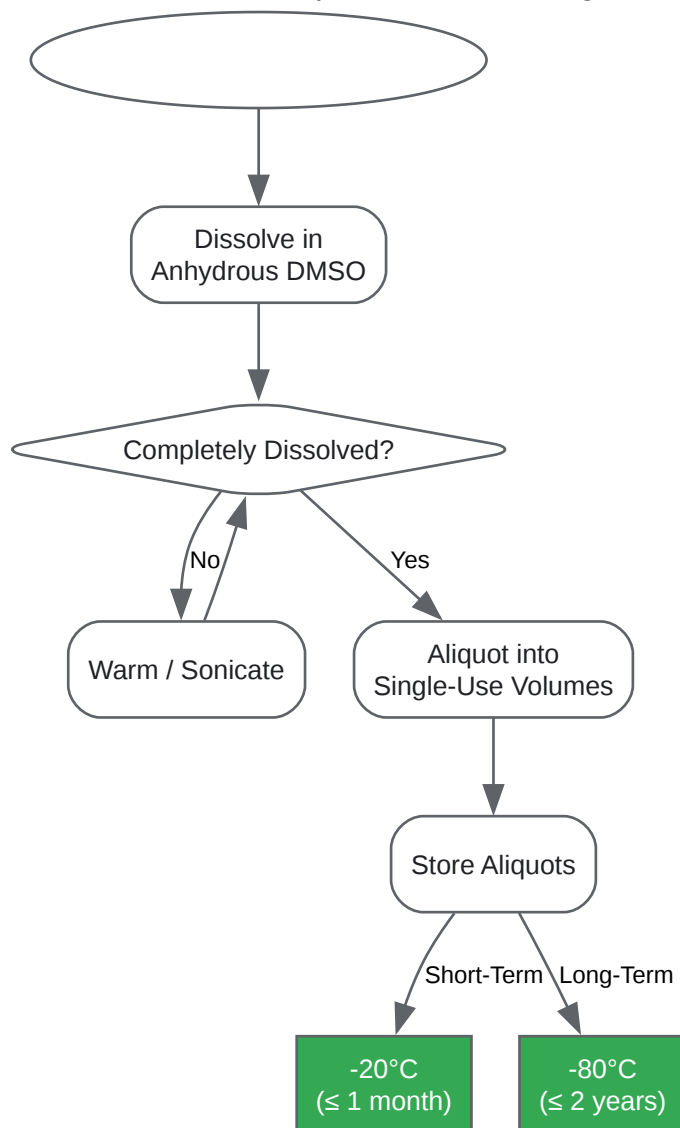 Dissolve in
Anhydrous DMSO
Completely Dissolved?
No
Yes
Warm / Sonicate
Aliquot into
Single-Use Volumes
Store Aliquots
Short-Term
Long-Term
-20°C
(≤ 1 month)
-80°C
(≤ 2 years)